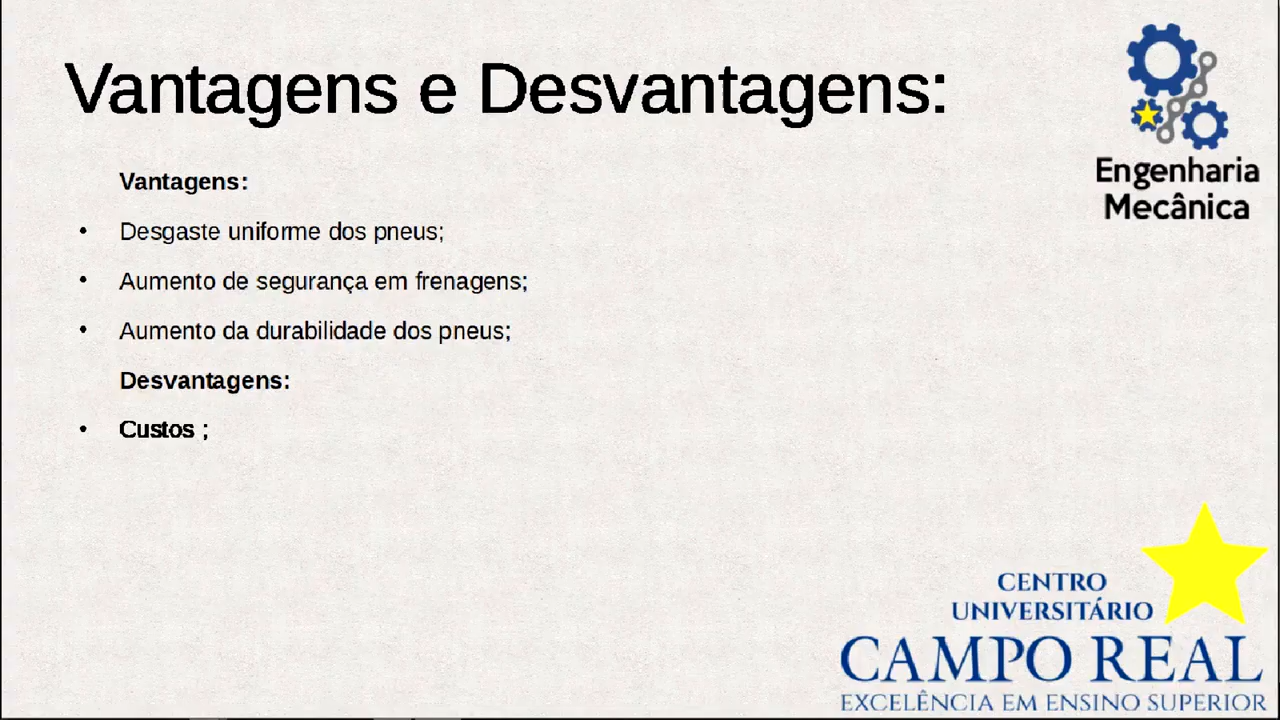 Vantagens e Desvantagens:
Engenharia
Mecânica
Vantagens:
• Desgaste uniforme dos pneus;
• Aumento de segurança em frenagens;
• Aumento da durabilidade dos pneus;
Desvantagens:
• Custos ;
CENTRO
UNIVERSITÁRIO
CAMPO REAL
EXCELÊNCIA EM ENSINO SUPERIOR